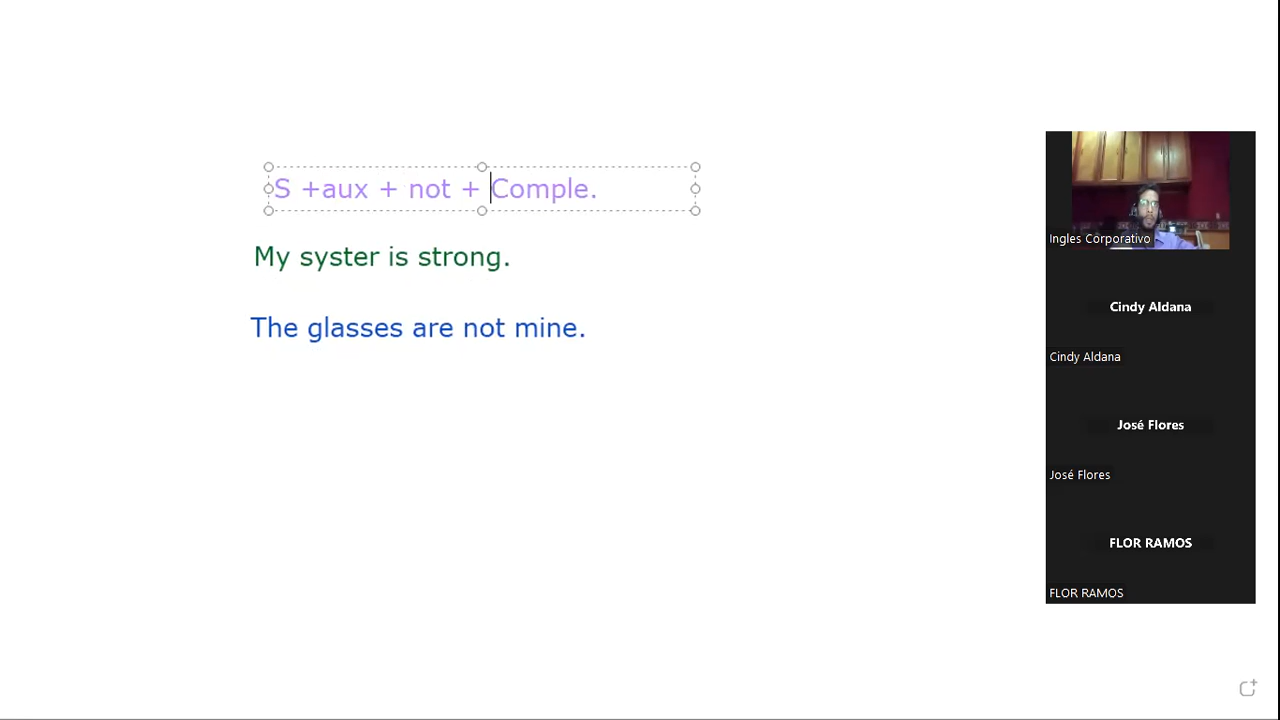 S +aux + not + Comple.
My syster is strong.
The glasses are not mine.
Ingles Corporativo
Cindy Aldana
Cindy Aldana
José Flores
José Flores
FLOR RAMOS
FLOR RAMOS